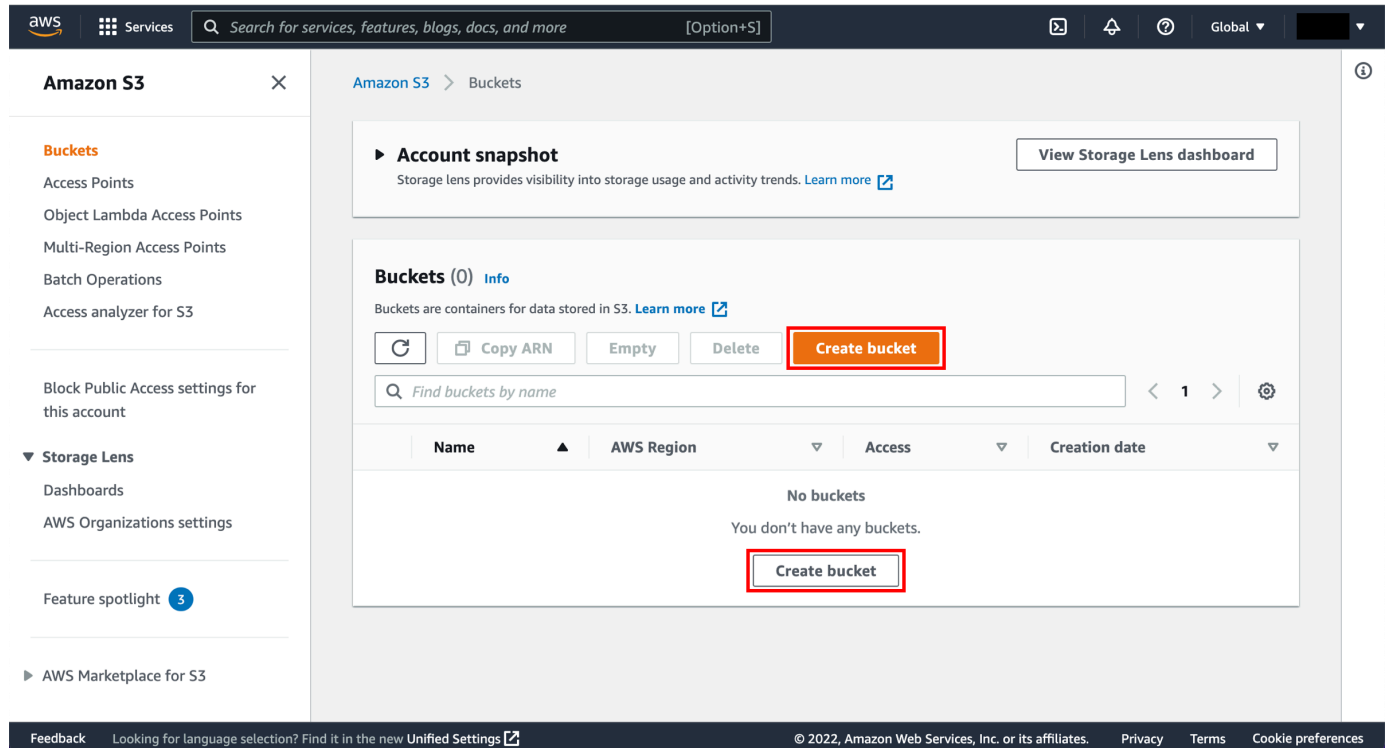 aws Services Search for services, features, blogs, docs, and more [Option+S] Global
Amazon S3
Buckets
Access Points
Object Lambda Access Points
Multi-Region Access Points
Batch Operations
Access analyzer for S3
Block Public Access settings for
this account
Storage Lens
Dashboards
AWS Organizations settings
Feature spotlight 3
AWS Marketplace for S3
Amazon S3 > Buckets
Account snapshot
View Storage Lens dashboard
Storage lens provides visibility into storage usage and activity trends. Learn more
Buckets (0) Info
Buckets are containers for data stored in S3. Learn more
Copy ARN Empty Delete Create bucket
Find buckets by name
< 1 >
Name AWS Region Access Creation date
No buckets
You don't have any buckets.
Create bucket
Feedback Looking for language selection? Find it in the new Unified Settings © 2022, Amazon Web Services, Inc. or its affiliates. Privacy Terms Cookie preferences